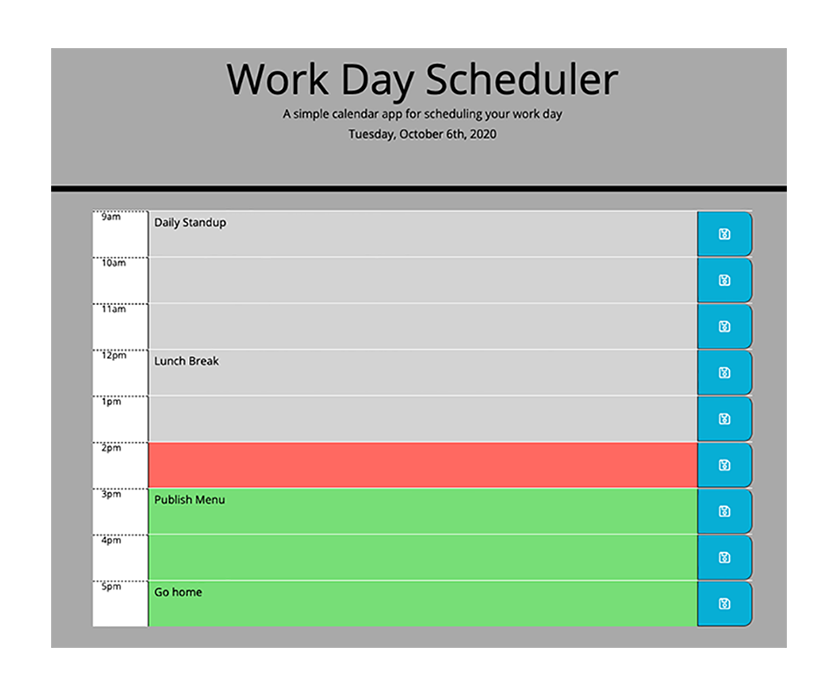 Work Day Scheduler
A simple calendar app for scheduling your work day
Tuesday, October 6th, 2020
9am
Daily Standup
10am
11am
12pm
Lunch Break
1pm
2pm
3pm
Publish Menu
4pm
5pm
Go home